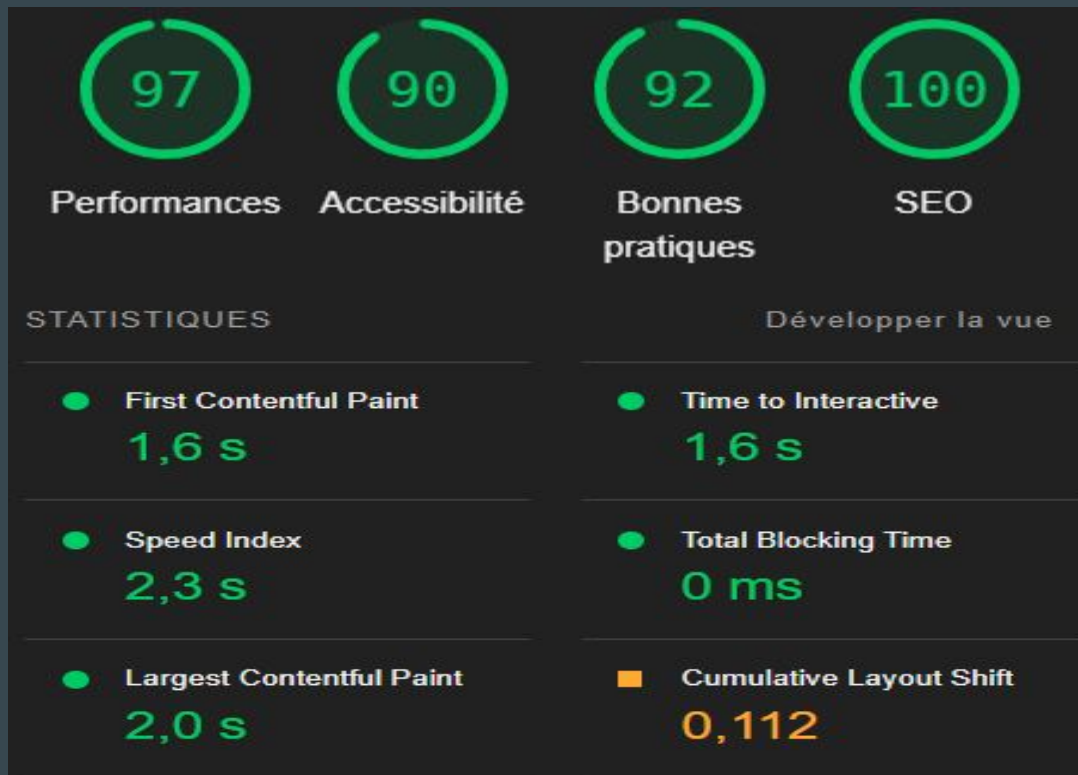 97 90 92 100
Performances Accessibilité Bonnes pratiques SEO
STATISTIQUES Développer la vue
First Contentful Paint
1,6 s
Time to Interactive
1,6 s
Speed Index
2,3 s
Total Blocking Time
0 ms
Largest Contentful Paint
2,0 s
Cumulative Layout Shift
0,112